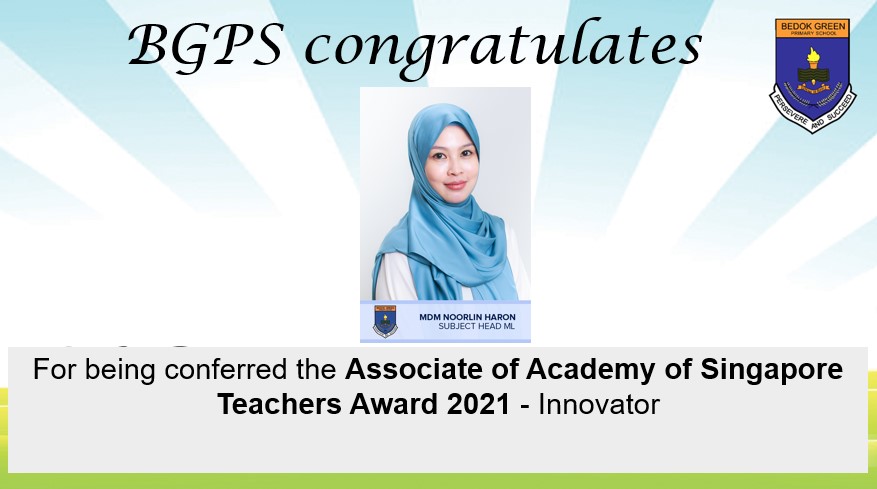 BGPS congratulates
BEDOK GREEN
PRIMARY SCHOOL
PERSEVERE AND SUCCEED
MDM NOORLIN HARON
SUBJECT HEAD ML
For being conferred the Associate of Academy of Singapore
Teachers Award 2021 - Innovator